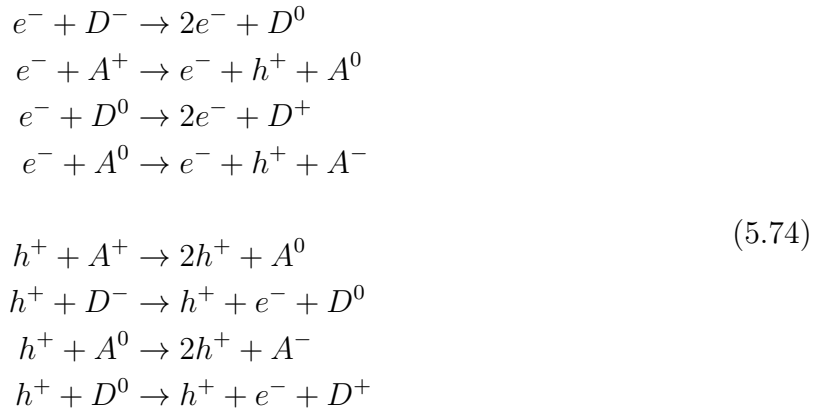 e⁻ + D⁻ → 2e⁻ + D⁰
e⁻ + A⁺ → e⁻ + h⁺ + A⁰
e⁻ + D⁰ → 2e⁻ + D⁺
e⁻ + A⁰ → e⁻ + h⁺ + A⁻
(5.74)
h⁺ + A⁺ → 2h⁺ + A⁰
h⁺ + D⁻ → h⁺ + e⁻ + D⁰
h⁺ + A⁰ → 2h⁺ + A⁻
h⁺ + D⁰ → h⁺ + e⁻ + D⁺